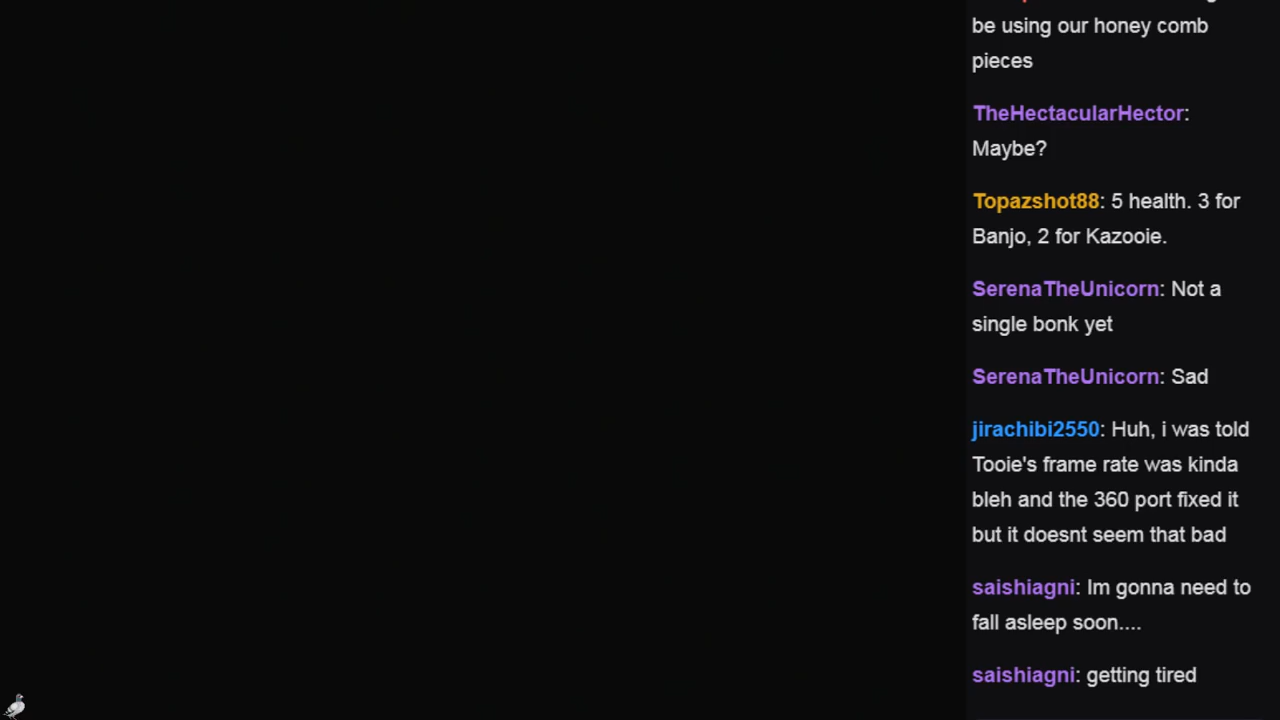 be using our honey comb
pieces
TheHectacularHector:
Maybe?
Topazshot88: 5 health. 3 for
Banjo, 2 for Kazooie.
SerenaTheUnicorn: Not a
single bonk yet
SerenaTheUnicorn: Sad
jirachibi2550: Huh, i was told
Tooie's frame rate was kinda
bleh and the 360 port fixed it
but it doesnt seem that bad
saishiagni: Im gonna need to
fall asleep soon....
saishiagni: getting tired